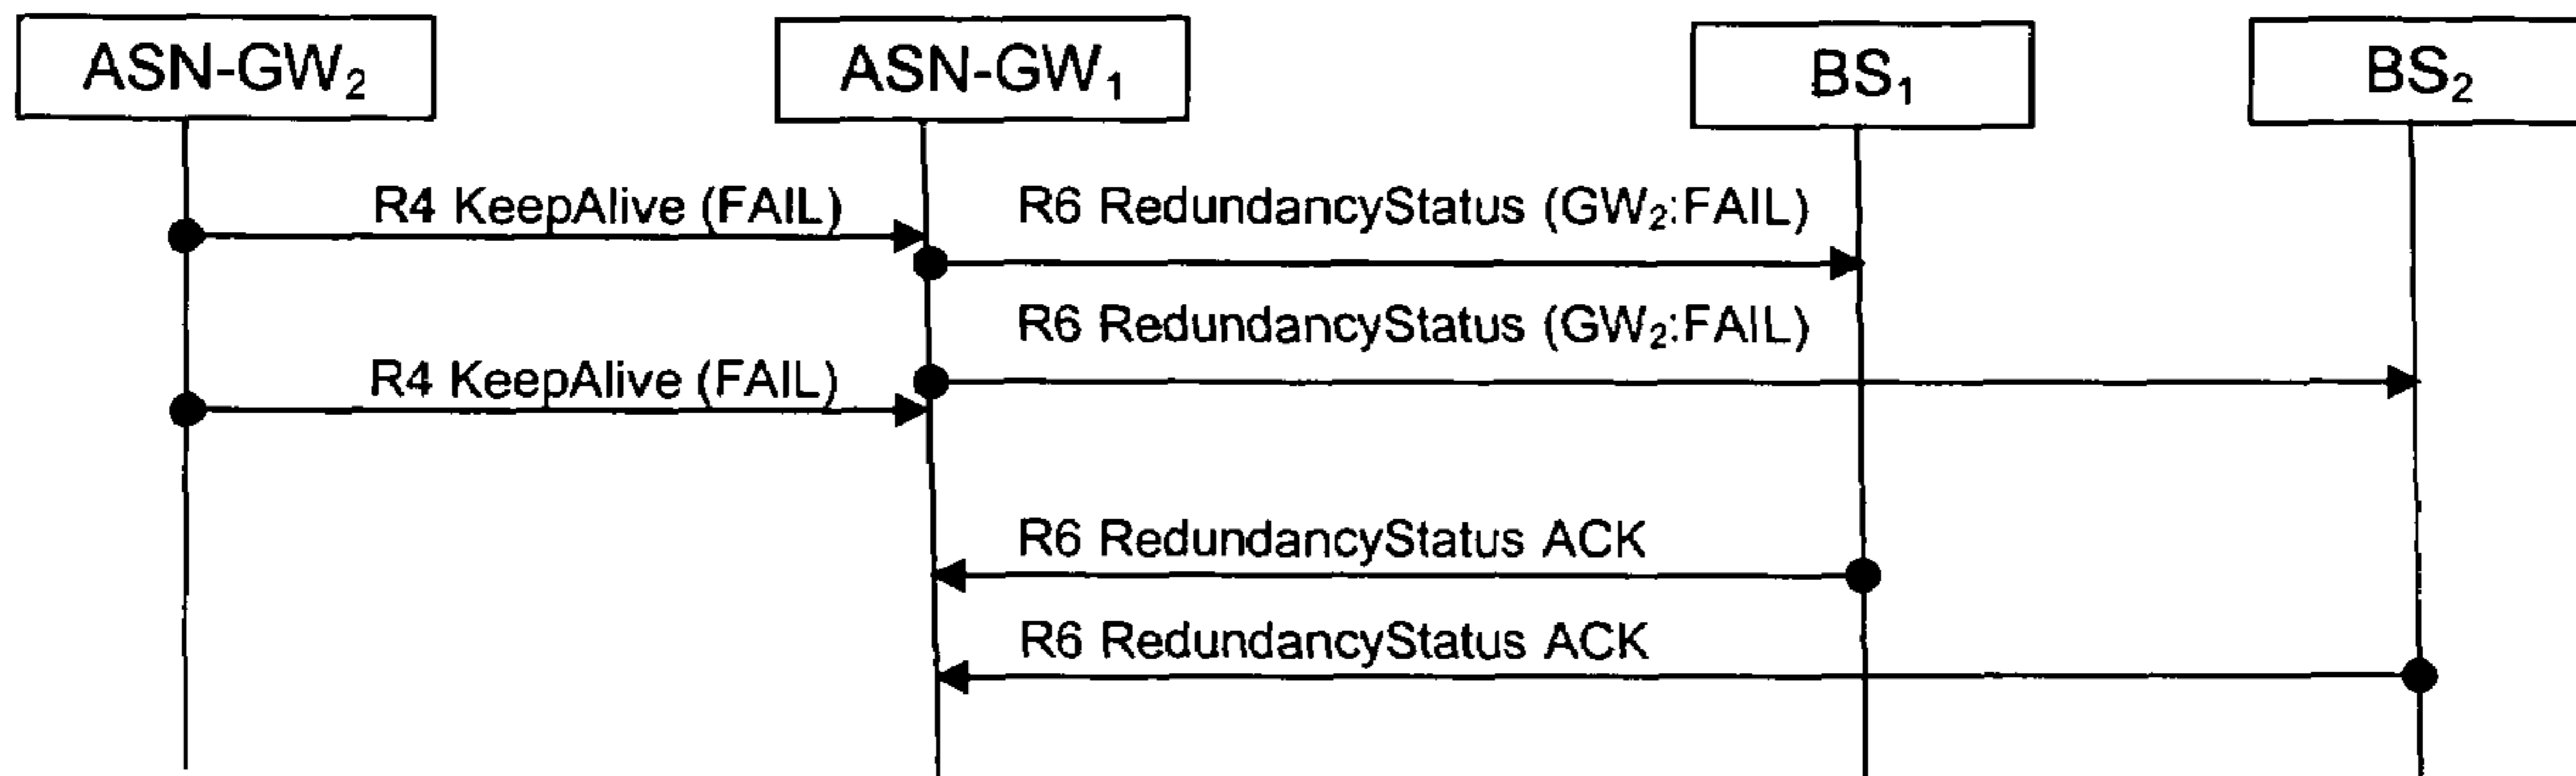 ASN-GW₂ ASN-GW₁ BS₁ BS₂
R4 KeepAlive (FAIL) R6 RedundancyStatus (GW₂:FAIL)
R6 RedundancyStatus (GW₂:FAIL)
R4 KeepAlive (FAIL)
R6 RedundancyStatus ACK
R6 RedundancyStatus ACK